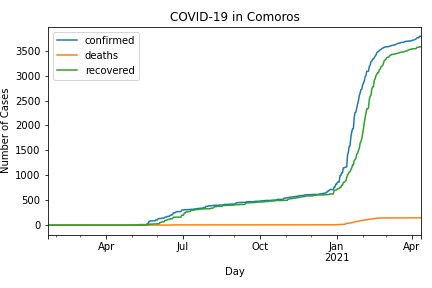 COVID-19 in Comoros
confirmed
deaths
recovered
Number of Cases
3500
3000
2500
2000
1500
1000
500
0
Apr
Jul
Oct
Jan
2021
Apr
Day